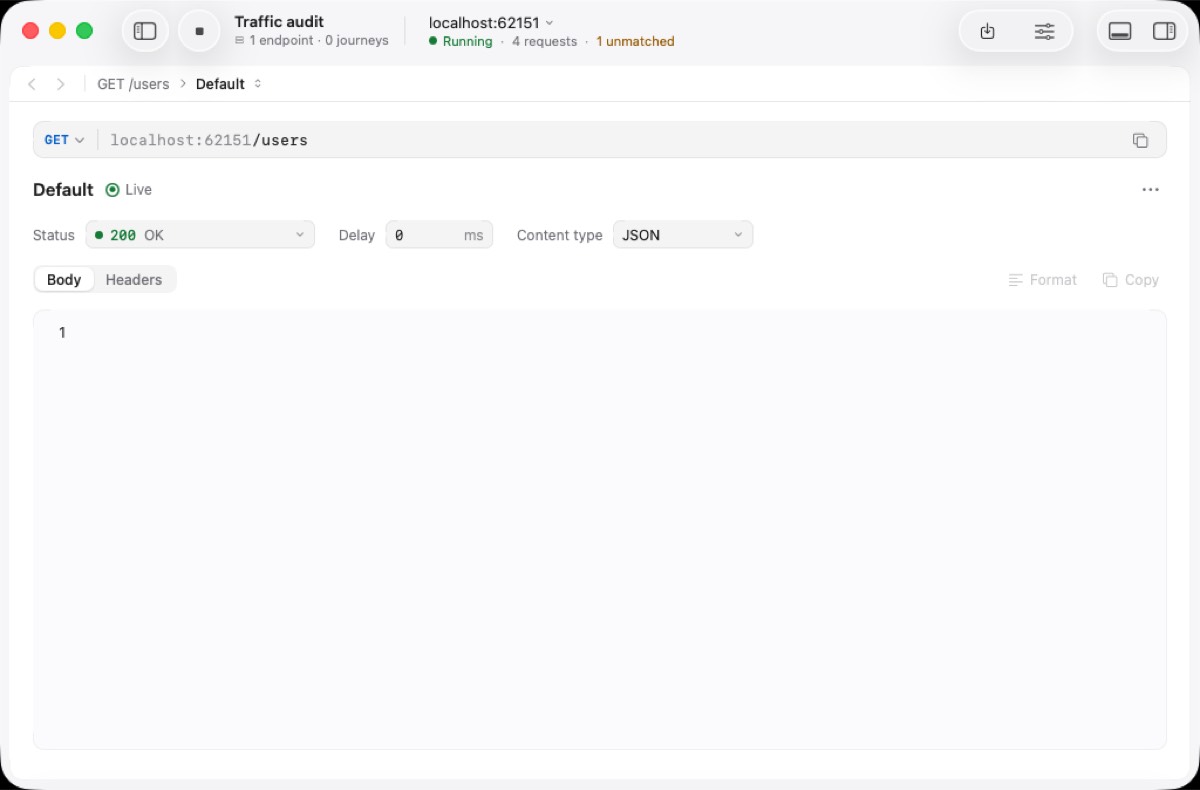 Traffic audit
1 endpoint · 0 journeys
localhost:62151
Running · 4 requests · 1 unmatched
GET /users > Default
GET localhost:62151/users
Default Live
Status 200 OK Delay 0 ms Content type JSON
Body Headers Format Copy
1